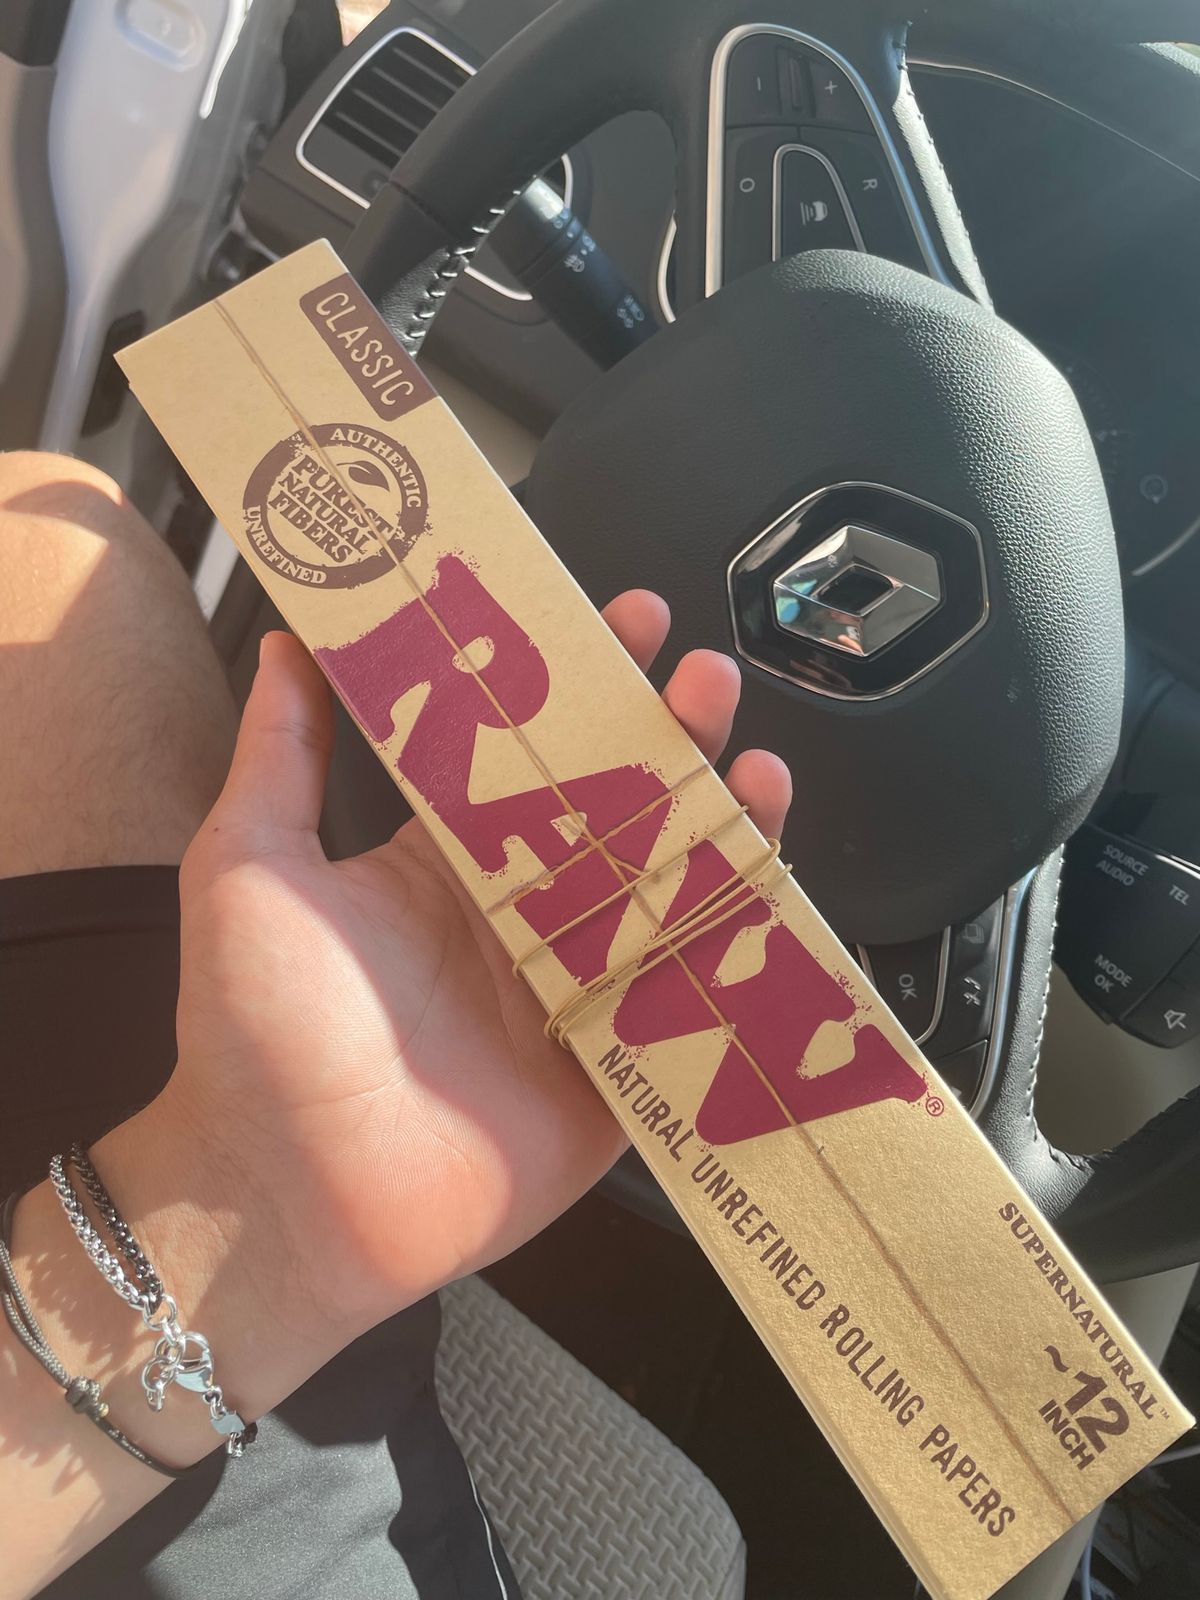 CLASSIC
AUTHENTIC
PUREST
NATURAL
FIBERS
UNREFINED
RAW®
NATURAL UNREFINED ROLLING PAPERS
SUPERNATURAL™
~12
INCH
- +
O R
SOURCE
AUDIO
TEL
MODE
OK
OK